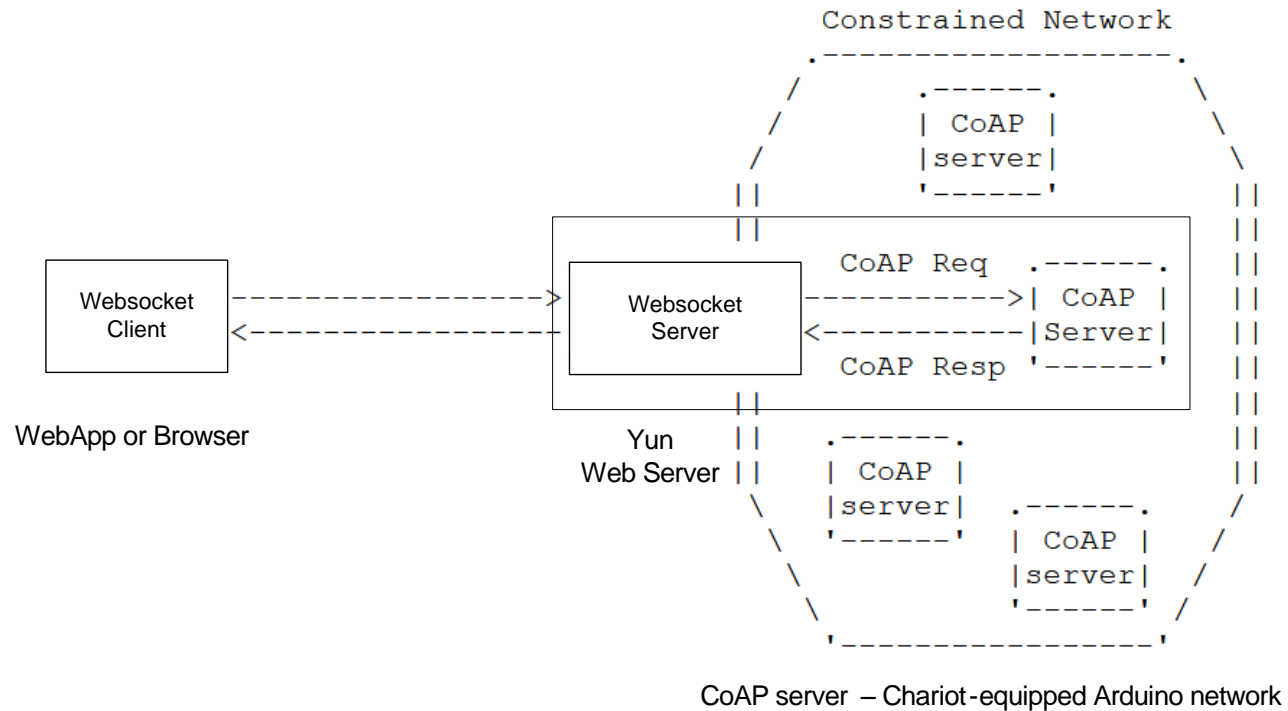 Constrained Network
CoAP
server
CoAP Req
Websocket
Client
Websocket
Server
CoAP
Server
CoAP Resp
WebApp or Browser
Yun
Web Server
CoAP
server
CoAP
server
CoAP server – Chariot-equipped Arduino network